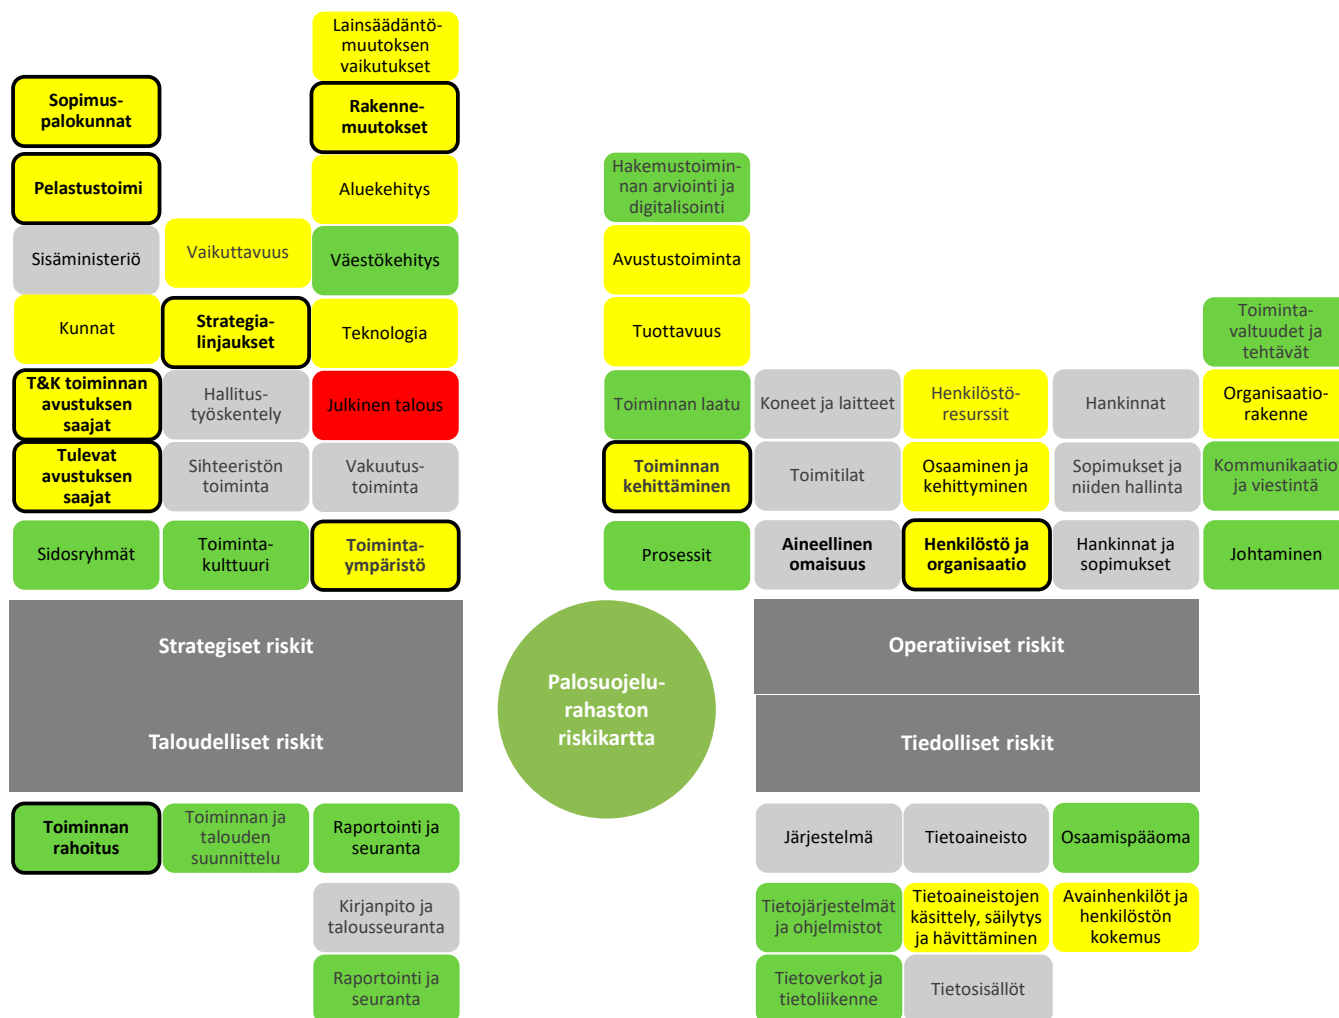 Lainsäädäntö-
muutoksen
vaikutukset
Sopimus-
palokunnat
Rakenne-
muutokset
Pelastustoimi
Aluekehitys
Sisäministeriö
Vaikuttavuus
Väestökehitys
Kunnat
Strategia-
linjaukset
Teknologia
T&K toiminnan
avustuksen
saajat
Hallitus-
työskentely
Julkinen talous
Tulevat
avustuksen
saajat
Sihteeristön
toiminta
Vakuutus-
toiminta
Sidosryhmät
Toiminta-
kulttuuri
Toiminta-
ympäristö
Hakemustoimin-
nan arviointi ja
digitalisointi
Avustustoiminta
Tuottavuus
Toiminta-
valtuudet ja
tehtävät
Toiminnan laatu
Koneet ja laitteet
Henkilöstö-
resurssit
Hankinnat
Organisaatio-
rakenne
Toiminnan
kehittäminen
Toimitilat
Osaaminen ja
kehittyminen
Sopimukset ja
niiden hallinta
Kommunikaatio
ja viestintä
Prosessit
Aineellinen
omaisuus
Henkilöstö ja
organisaatio
Hankinnat ja
sopimukset
Johtaminen
Strategiset riskit
Taloudelliset riskit
Palosuojelu-
rahaston
riskikartta
Operatiiviset riskit
Tiedolliset riskit
Toiminnan
rahoitus
Toiminnan ja
talouden
suunnittelu
Raportointi ja
seuranta
Kirjanpito ja
talousseuranta
Raportointi ja
seuranta
Järjestelmä
Tietoaineisto
Osaamispääoma
Tietojärjestelmät
ja ohjelmistot
Tietoaineistojen
käsittely, säilytys
ja hävittäminen
Avainhenkilöt ja
henkilöstön
kokemus
Tietoverkot ja
tietoliikenne
Tietosisällöt